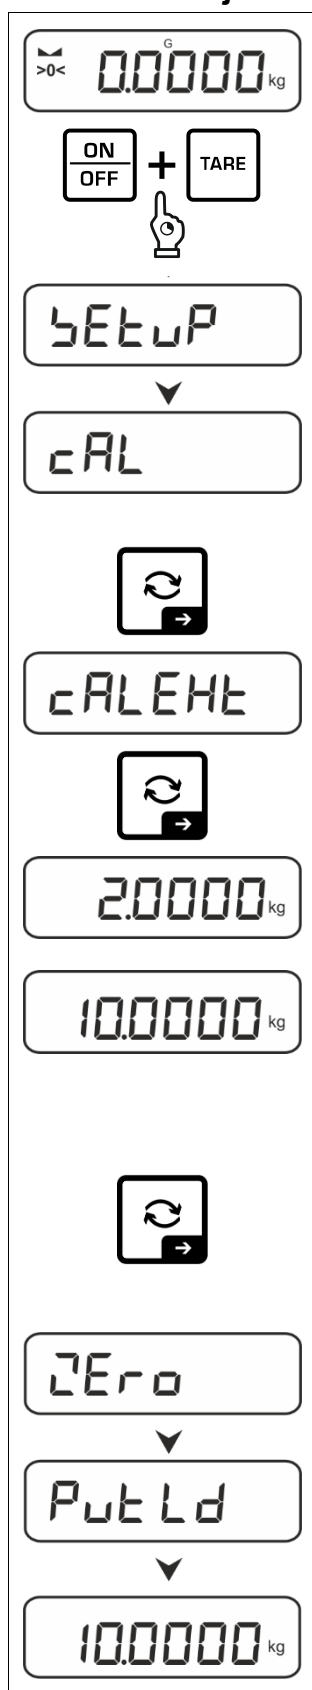 >0< G 0.0000 kg
ON
OFF + TARE
SEtuP
cAL
cALEHt
2.0000 kg
10.0000 kg
ZEro
PutLd
10.0000 kg